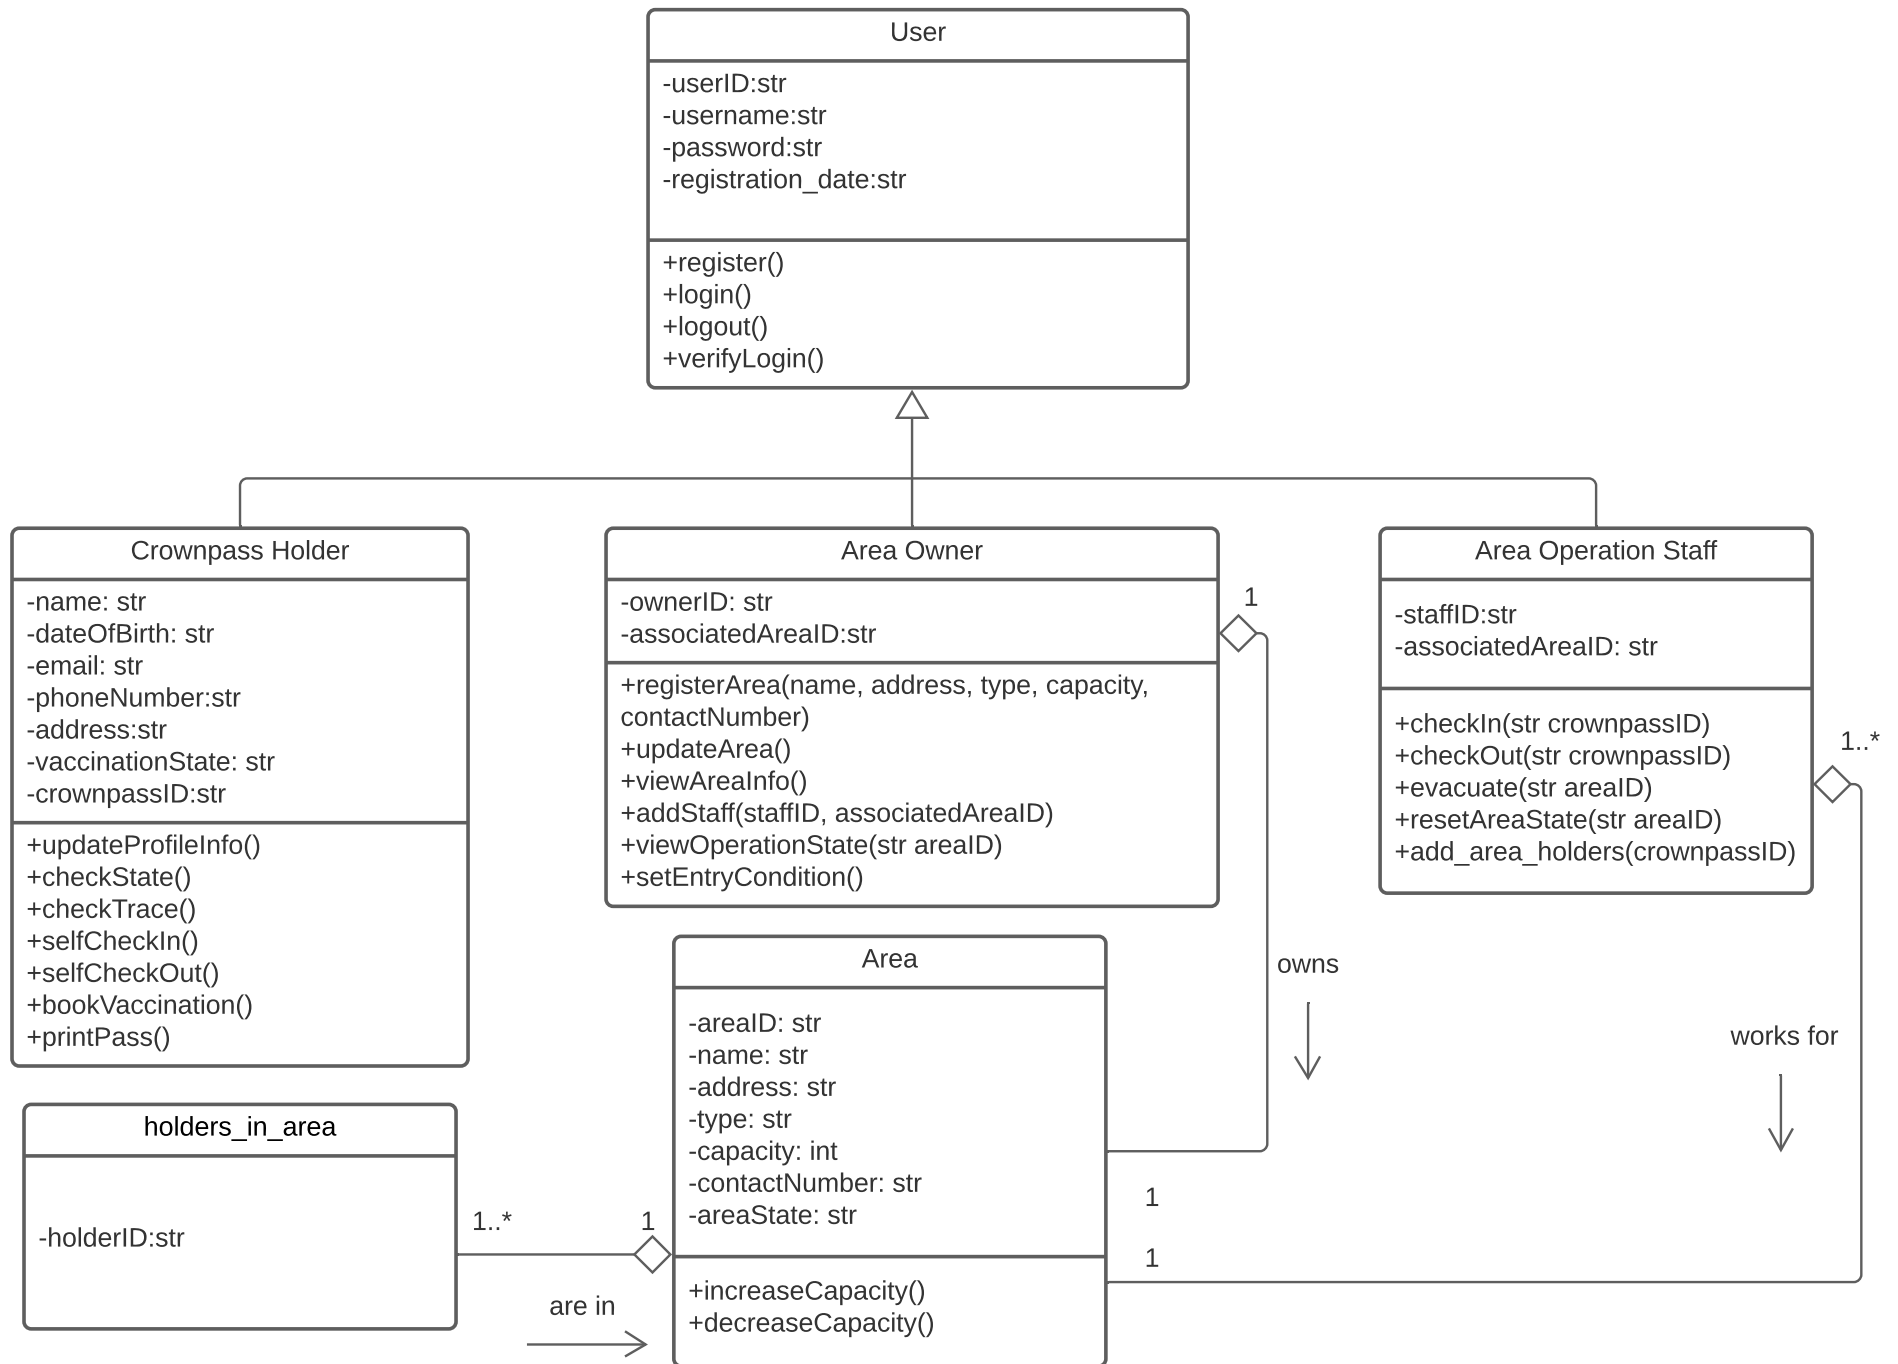 User
-userID:str
-username:str
-password:str
-registration_date:str
+register()
+login()
+logout()
+verifyLogin()
Crownpass Holder
-name: str
-dateOfBirth: str
-email: str
-phoneNumber:str
-address:str
-vaccinationState: str
-crownpassID:str
+updateProfileInfo()
+checkState()
+checkTrace()
+selfCheckIn()
+selfCheckOut()
+bookVaccination()
+printPass()
Area Owner
-ownerID: str
-associatedAreaID:str
+registerArea(name, address, type, capacity,
contactNumber)
+updateArea()
+viewAreaInfo()
+addStaff(staffID, associatedAreaID)
+viewOperationState(str areaID)
+setEntryCondition()
1
Area Operation Staff
-staffID:str
-associatedAreaID: str
+checkIn(str crownpassID)
+checkOut(str crownpassID)
+evacuate(str areaID)
+resetAreaState(str areaID)
+add_area_holders(crownpassID)
1..*
owns
works for
holders_in_area
-holderID:str
1..*
1
are in
Area
-areaID: str
-name: str
-address: str
-type: str
-capacity: int
-contactNumber: str
-areaState: str
+increaseCapacity()
+decreaseCapacity()
1
1